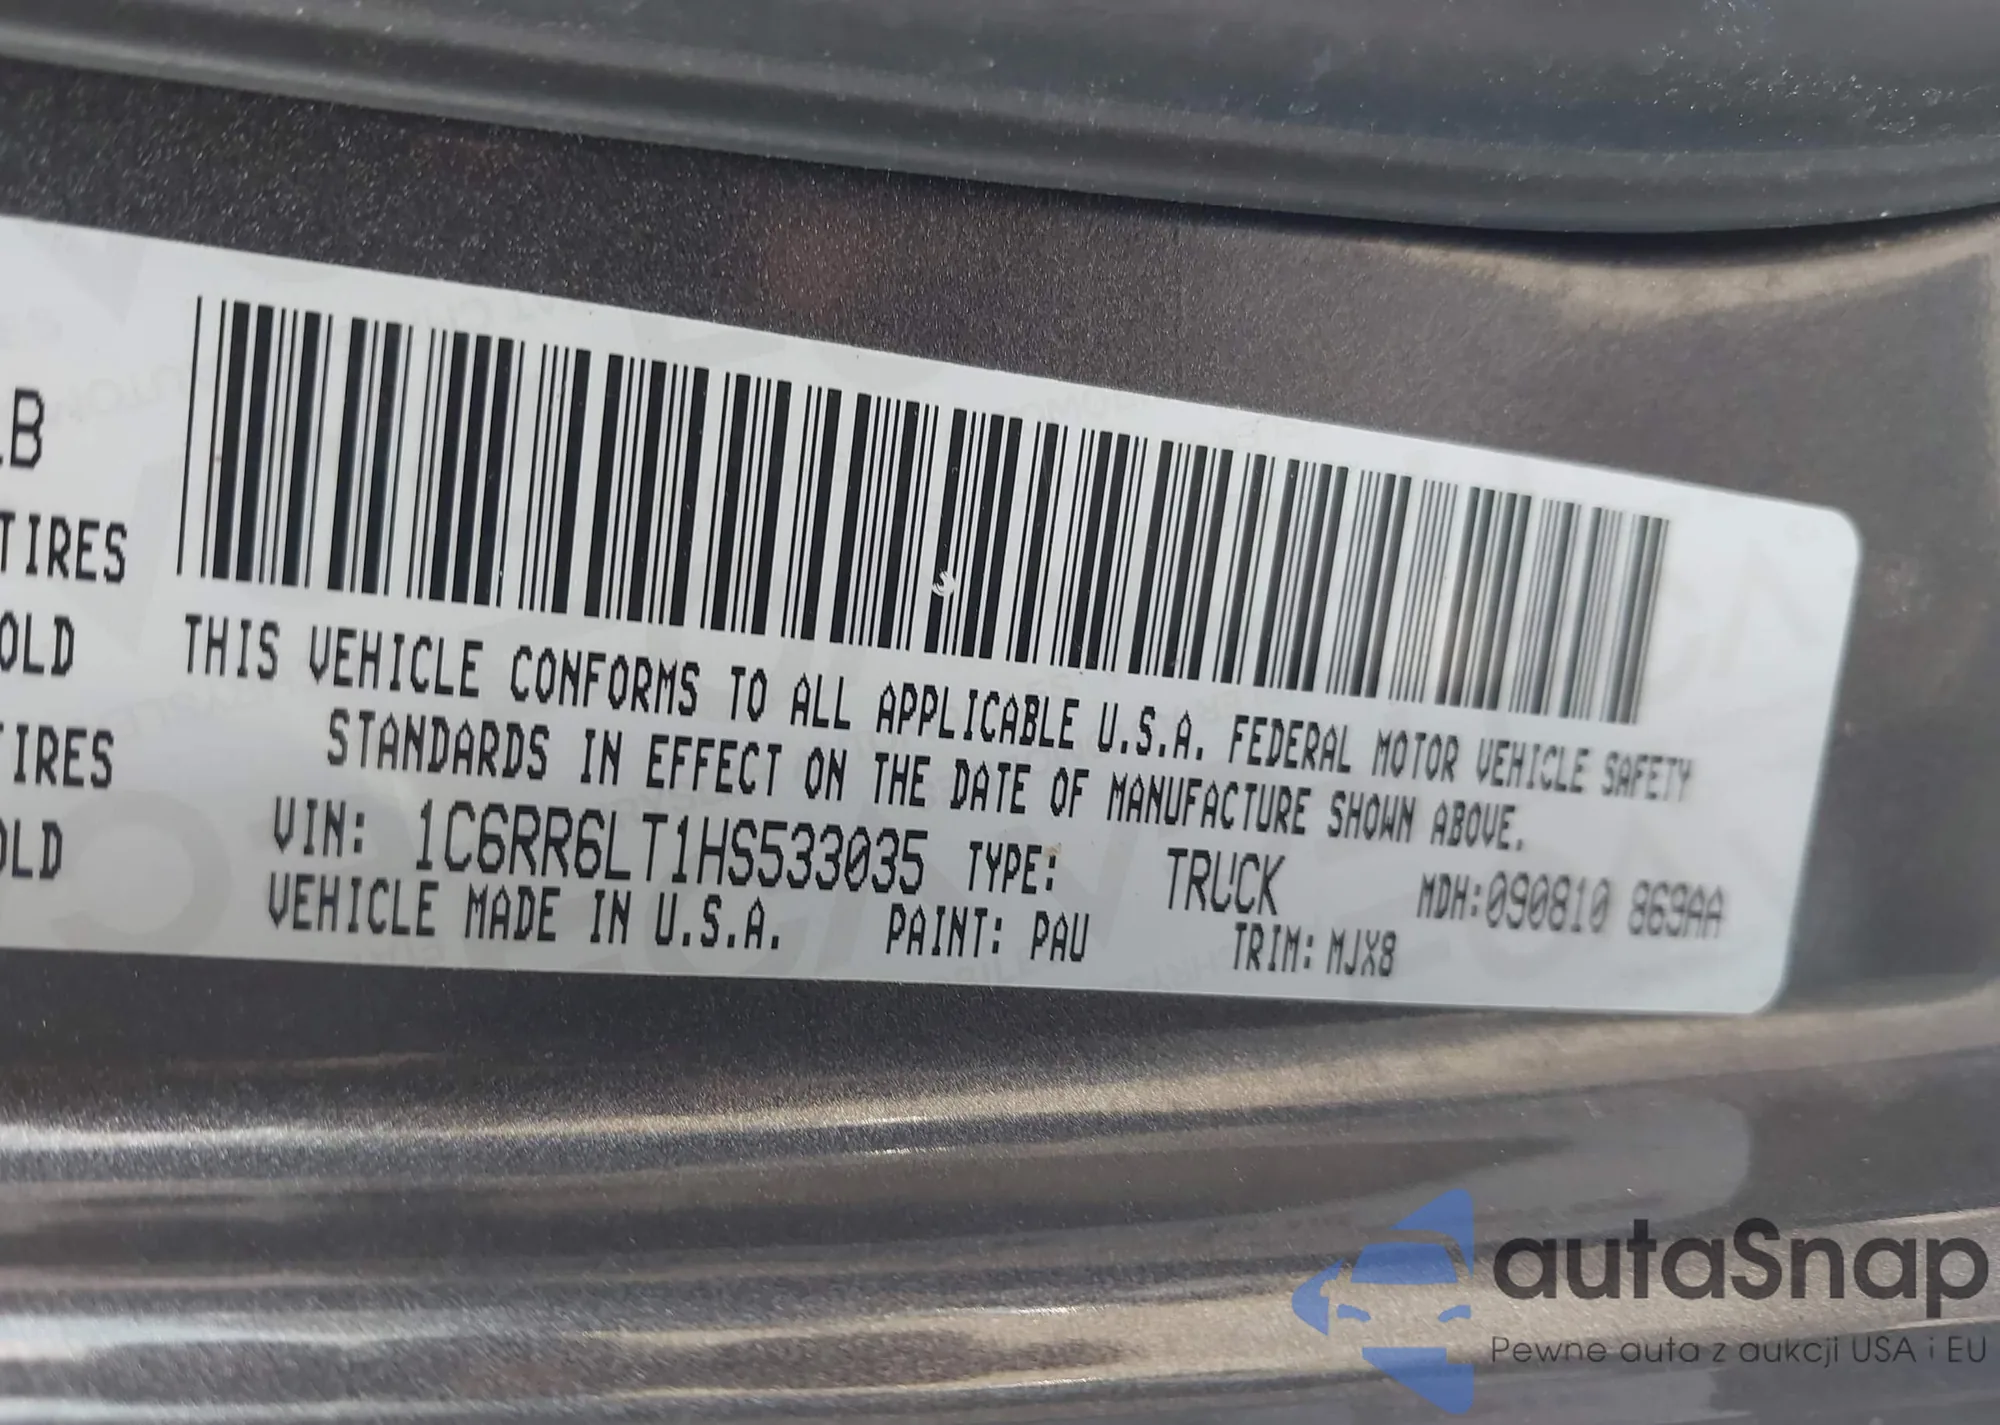 LB
TIRES
OLD
TIRES
OLD
THIS VEHICLE CONFORMS TO ALL APPLICABLE U.S.A. FEDERAL MOTOR VEHICLE SAFETY
STANDARDS IN EFFECT ON THE DATE OF MANUFACTURE SHOWN ABOVE.
VIN: 1C6RR6LT1HS533035 TYPE: TRUCK MDH:090810 869AA
VEHICLE MADE IN U.S.A. PAINT: PAU TRIM: MJX8
autaSnap
Pewne auta z aukcji USA i EU